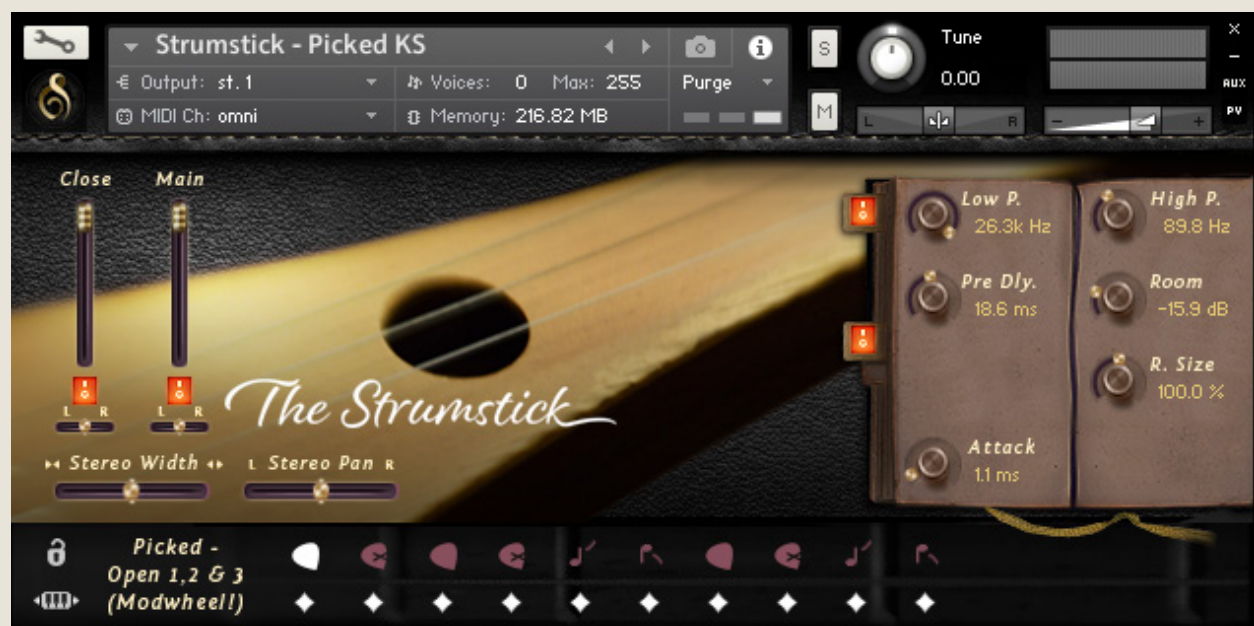 Strumstick - Picked KS
Output: st. 1
Voices: 0 Max: 255
Purge
MIDI Ch: omni
Memory: 216.82 MB
S
M
Tune
0.00
L R
- +
×
-
AUX
PV
Close Main
L R L R
Stereo Width
L Stereo Pan R
The Strumstick
Low P.
26.3k Hz
High P.
89.8 Hz
Pre Dly.
18.6 ms
Room
-15.9 dB
R. Size
100.0 %
Attack
1.1 ms
Picked -
Open 1,2 & 3
(Modwheel!)